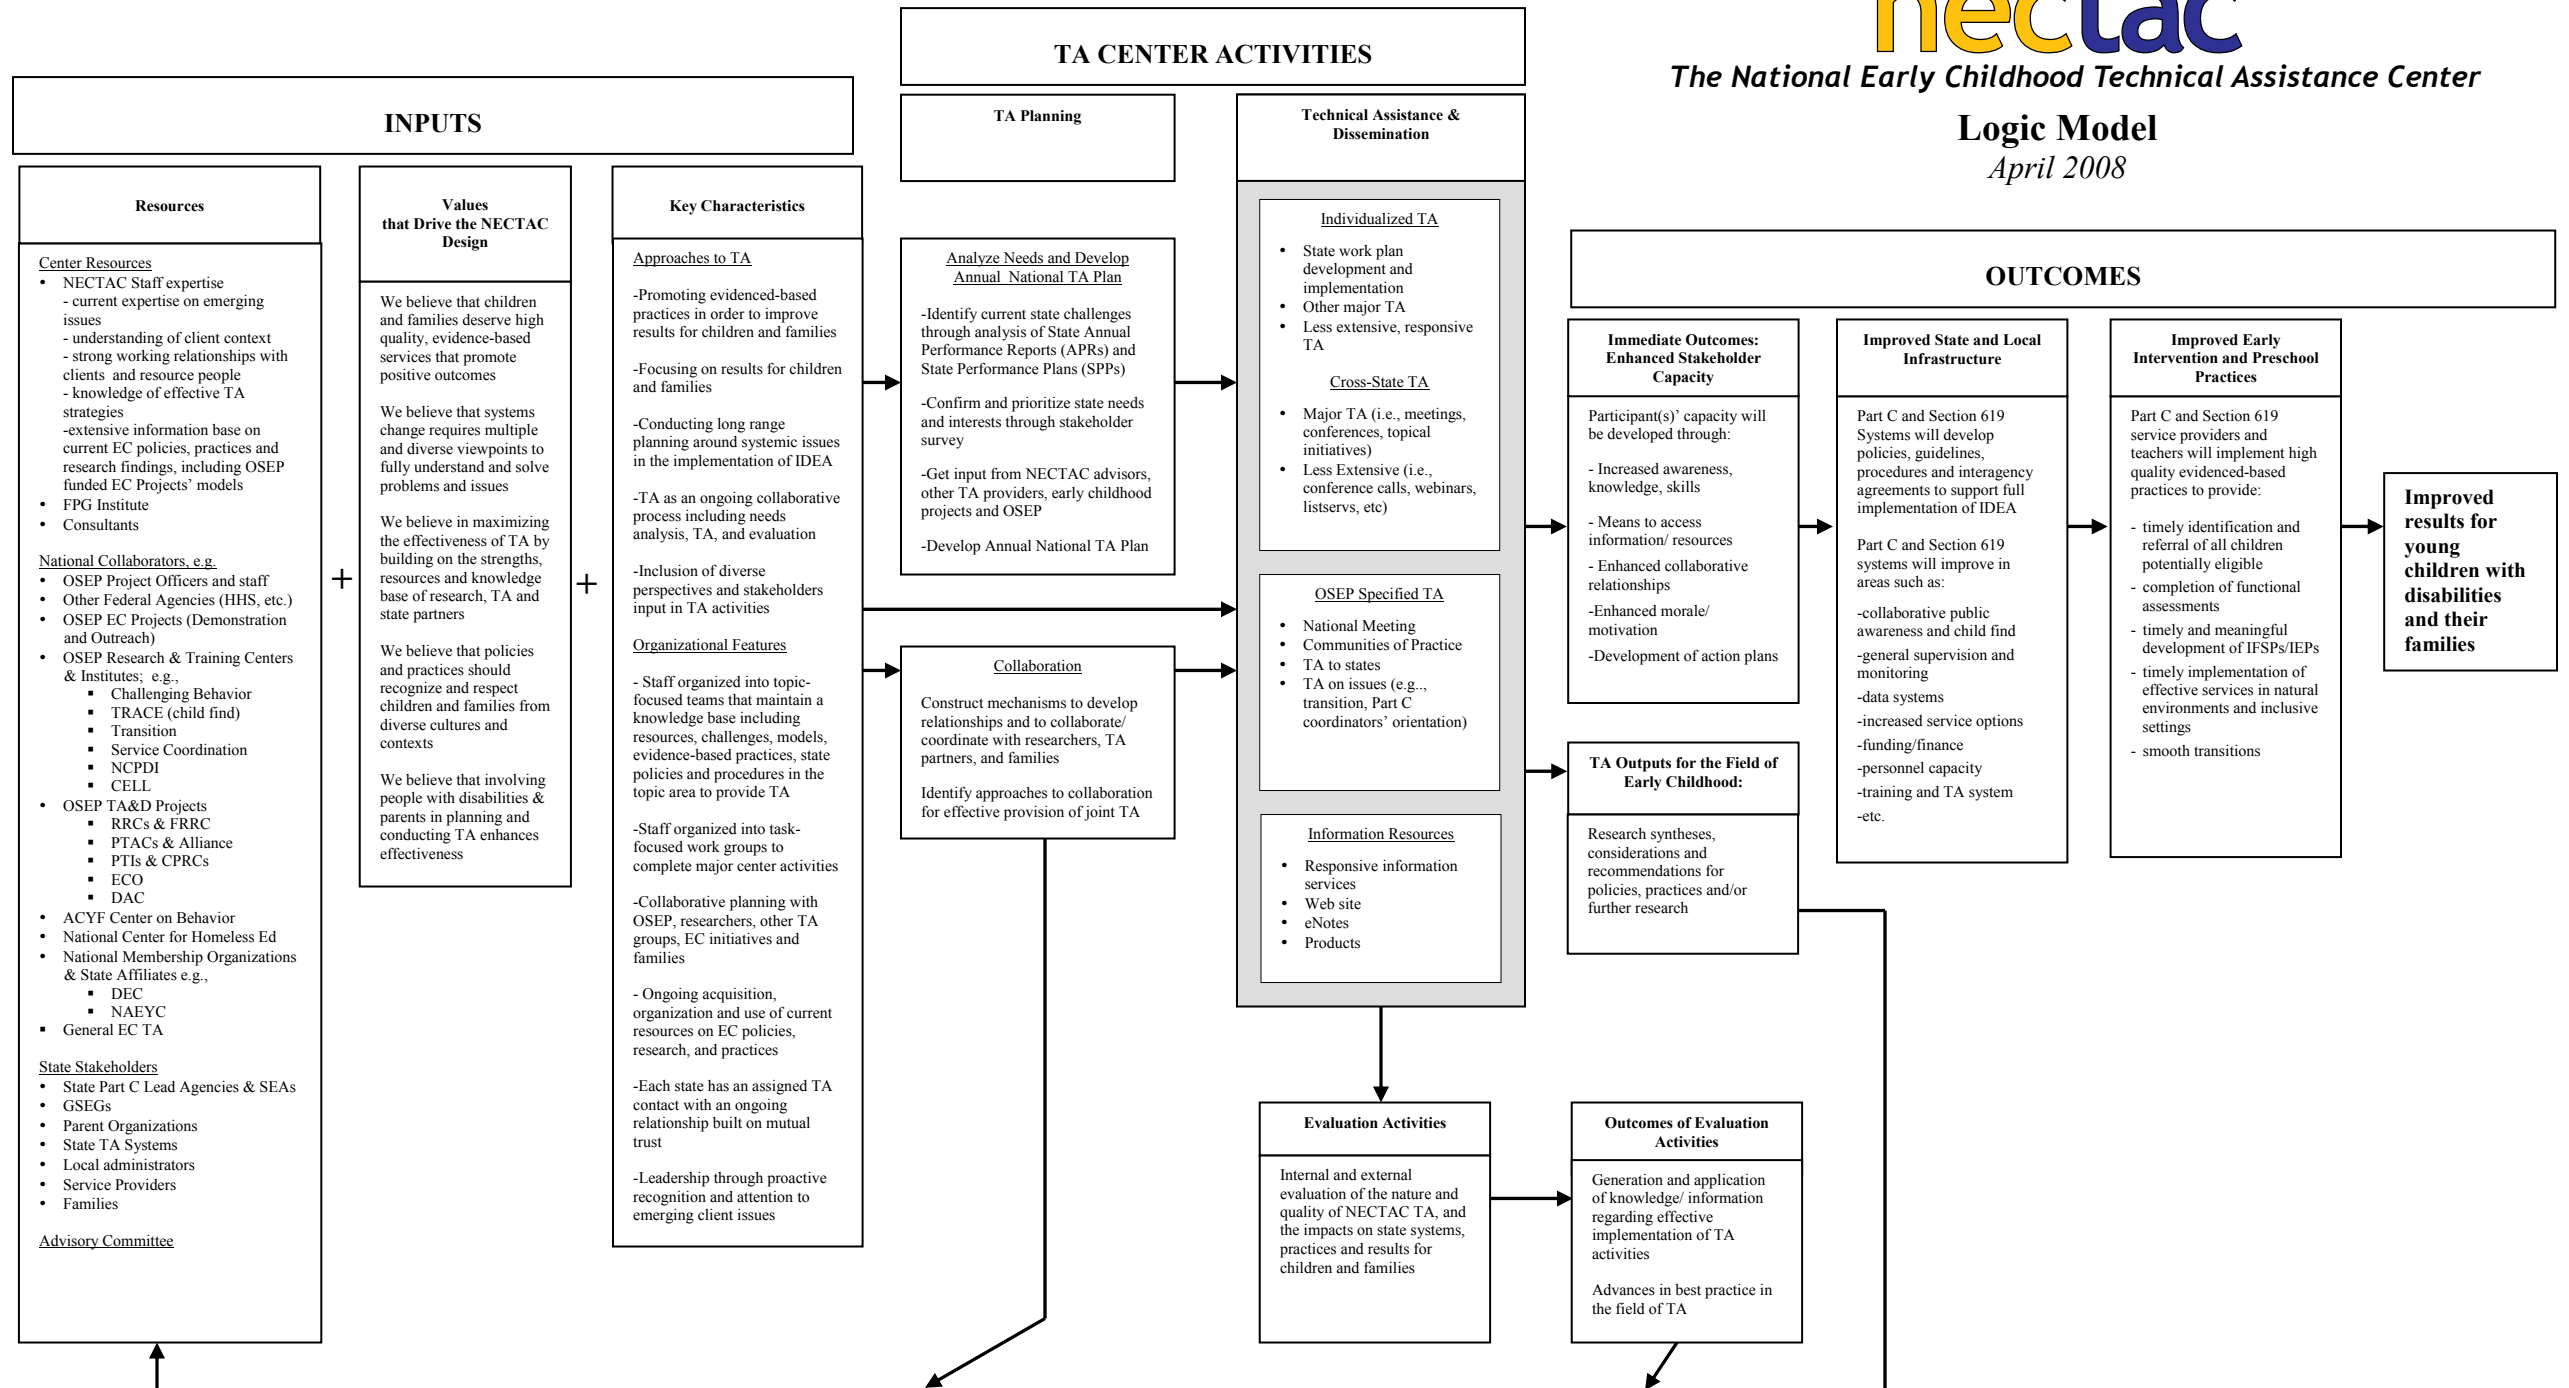 nectac
The National Early Childhood Technical Assistance Center
Logic Model
April 2008
INPUTS
Resources
Center Resources
• NECTAC Staff expertise
- current expertise on emerging
issues
- understanding of client context
- strong working relationships with
clients and resource people
- knowledge of effective TA
strategies
-extensive information base on
current EC policies, practices and
research findings, including OSEP
funded EC Projects' models
• FPG Institute
• Consultants
National Collaborators, e.g.
• OSEP Project Officers and staff
• Other Federal Agencies (HHS, etc.)
• OSEP EC Projects (Demonstration
and Outreach)
• OSEP Research & Training Centers
& Institutes; e.g.,
▪ Challenging Behavior
▪ TRACE (child find)
▪ Transition
▪ Service Coordination
▪ NCPDI
▪ CELL
• OSEP TA&D Projects
▪ RRCs & FRRC
▪ PTACs & Alliance
▪ PTIs & CPRCs
▪ ECO
▪ DAC
• ACYF Center on Behavior
• National Center for Homeless Ed
• National Membership Organizations
& State Affiliates e.g.,
▪ DEC
▪ NAEYC
▪ General EC TA
State Stakeholders
• State Part C Lead Agencies & SEAs
• GSEGs
• Parent Organizations
• State TA Systems
• Local administrators
• Service Providers
• Families
Advisory Committee
+
Values
that Drive the NECTAC
Design
We believe that children
and families deserve high
quality, evidence-based
services that promote
positive outcomes
We believe that systems
change requires multiple
and diverse viewpoints to
fully understand and solve
problems and issues
We believe in maximizing
the effectiveness of TA by
building on the strengths,
resources and knowledge
base of research, TA and
state partners
We believe that policies
and practices should
recognize and respect
children and families from
diverse cultures and
contexts
We believe that involving
people with disabilities &
parents in planning and
conducting TA enhances
effectiveness
+
Key Characteristics
Approaches to TA
-Promoting evidenced-based
practices in order to improve
results for children and families
-Focusing on results for children
and families
-Conducting long range
planning around systemic issues
in the implementation of IDEA
-TA as an ongoing collaborative
process including needs
analysis, TA, and evaluation
-Inclusion of diverse
perspectives and stakeholders
input in TA activities
Organizational Features
- Staff organized into topic-
focused teams that maintain a
knowledge base including
resources, challenges, models,
evidence-based practices, state
policies and procedures in the
topic area to provide TA
-Staff organized into task-
focused work groups to
complete major center activities
-Collaborative planning with
OSEP, researchers, other TA
groups, EC initiatives and
families
- Ongoing acquisition,
organization and use of current
resources on EC policies,
research, and practices
-Each state has an assigned TA
contact with an ongoing
relationship built on mutual
trust
-Leadership through proactive
recognition and attention to
emerging client issues
TA CENTER ACTIVITIES
TA Planning
Analyze Needs and Develop
Annual National TA Plan
-Identify current state challenges
through analysis of State Annual
Performance Reports (APRs) and
State Performance Plans (SPPs)
-Confirm and prioritize state needs
and interests through stakeholder
survey
-Get input from NECTAC advisors,
other TA providers, early childhood
projects and OSEP
-Develop Annual National TA Plan
Collaboration
Construct mechanisms to develop
relationships and to collaborate/
coordinate with researchers, TA
partners, and families
Identify approaches to collaboration
for effective provision of joint TA
Technical Assistance &
Dissemination
Individualized TA
• State work plan
development and
implementation
• Other major TA
• Less extensive, responsive
TA
Cross-State TA
• Major TA (i.e., meetings,
conferences, topical
initiatives)
• Less Extensive (i.e.,
conference calls, webinars,
listservs, etc)
OSEP Specified TA
• National Meeting
• Communities of Practice
• TA to states
• TA on issues (e.g..,
transition, Part C
coordinators' orientation)
Information Resources
• Responsive information
services
• Web site
• eNotes
• Products
Evaluation Activities
Internal and external
evaluation of the nature and
quality of NECTAC TA, and
the impacts on state systems,
practices and results for
children and families
OUTCOMES
Immediate Outcomes:
Enhanced Stakeholder
Capacity
Participant(s)' capacity will
be developed through:
- Increased awareness,
knowledge, skills
- Means to access
information/ resources
- Enhanced collaborative
relationships
-Enhanced morale/
motivation
-Development of action plans
TA Outputs for the Field of
Early Childhood:
Research syntheses,
considerations and
recommendations for
policies, practices and/or
further research
Outcomes of Evaluation
Activities
Generation and application
of knowledge/ information
regarding effective
implementation of TA
activities
Advances in best practice in
the field of TA
Improved State and Local
Infrastructure
Part C and Section 619
Systems will develop
policies, guidelines,
procedures and interagency
agreements to support full
implementation of IDEA
Part C and Section 619
systems will improve in
areas such as:
-collaborative public
awareness and child find
-general supervision and
monitoring
-data systems
-increased service options
-funding/finance
-personnel capacity
-training and TA system
-etc.
Improved Early
Intervention and Preschool
Practices
Part C and Section 619
service providers and
teachers will implement high
quality evidenced-based
practices to provide:
- timely identification and
referral of all children
potentially eligible
- completion of functional
assessments
- timely and meaningful
development of IFSPs/IEPs
- timely implementation of
effective services in natural
environments and inclusive
settings
- smooth transitions
Improved
results for
young
children with
disabilities
and their
families